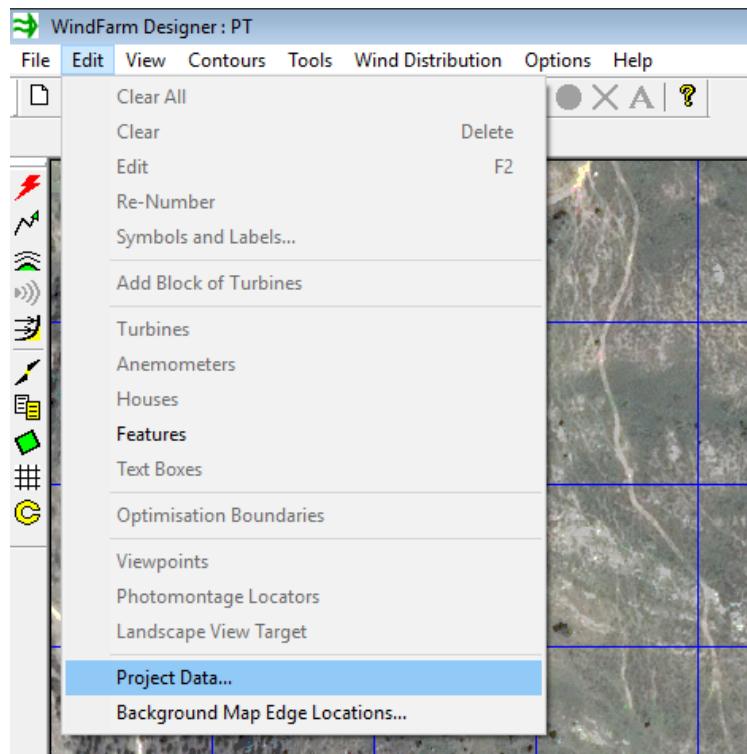 WindFarm Designer : PT
File Edit View Contours Tools Wind Distribution Options Help
Clear All
Clear Delete
Edit F2
Re-Number
Symbols and Labels...
Add Block of Turbines
Turbines
Anemometers
Houses
Features
Text Boxes
Optimisation Boundaries
Viewpoints
Photomontage Locators
Landscape View Target
Project Data...
Background Map Edge Locations...